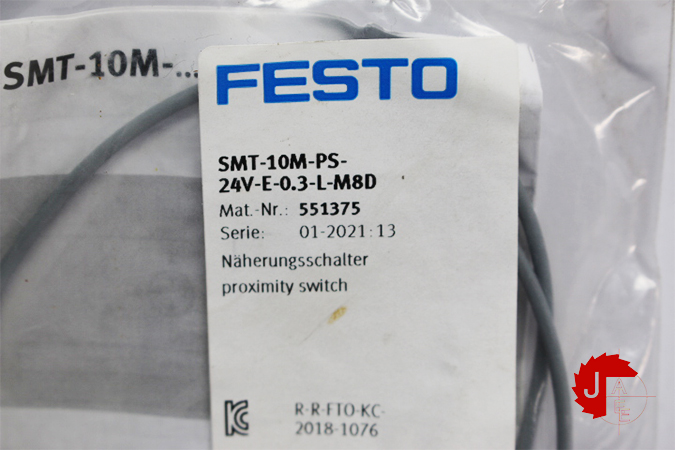 SMT-10M-...
FESTO
SMT-10M-PS-
24V-E-0.3-L-M8D
Mat.-Nr.: 551375
Serie: 01-2021:13
Näherungsschalter
proximity switch
R-R-FTO-KC-
2018-1076
J